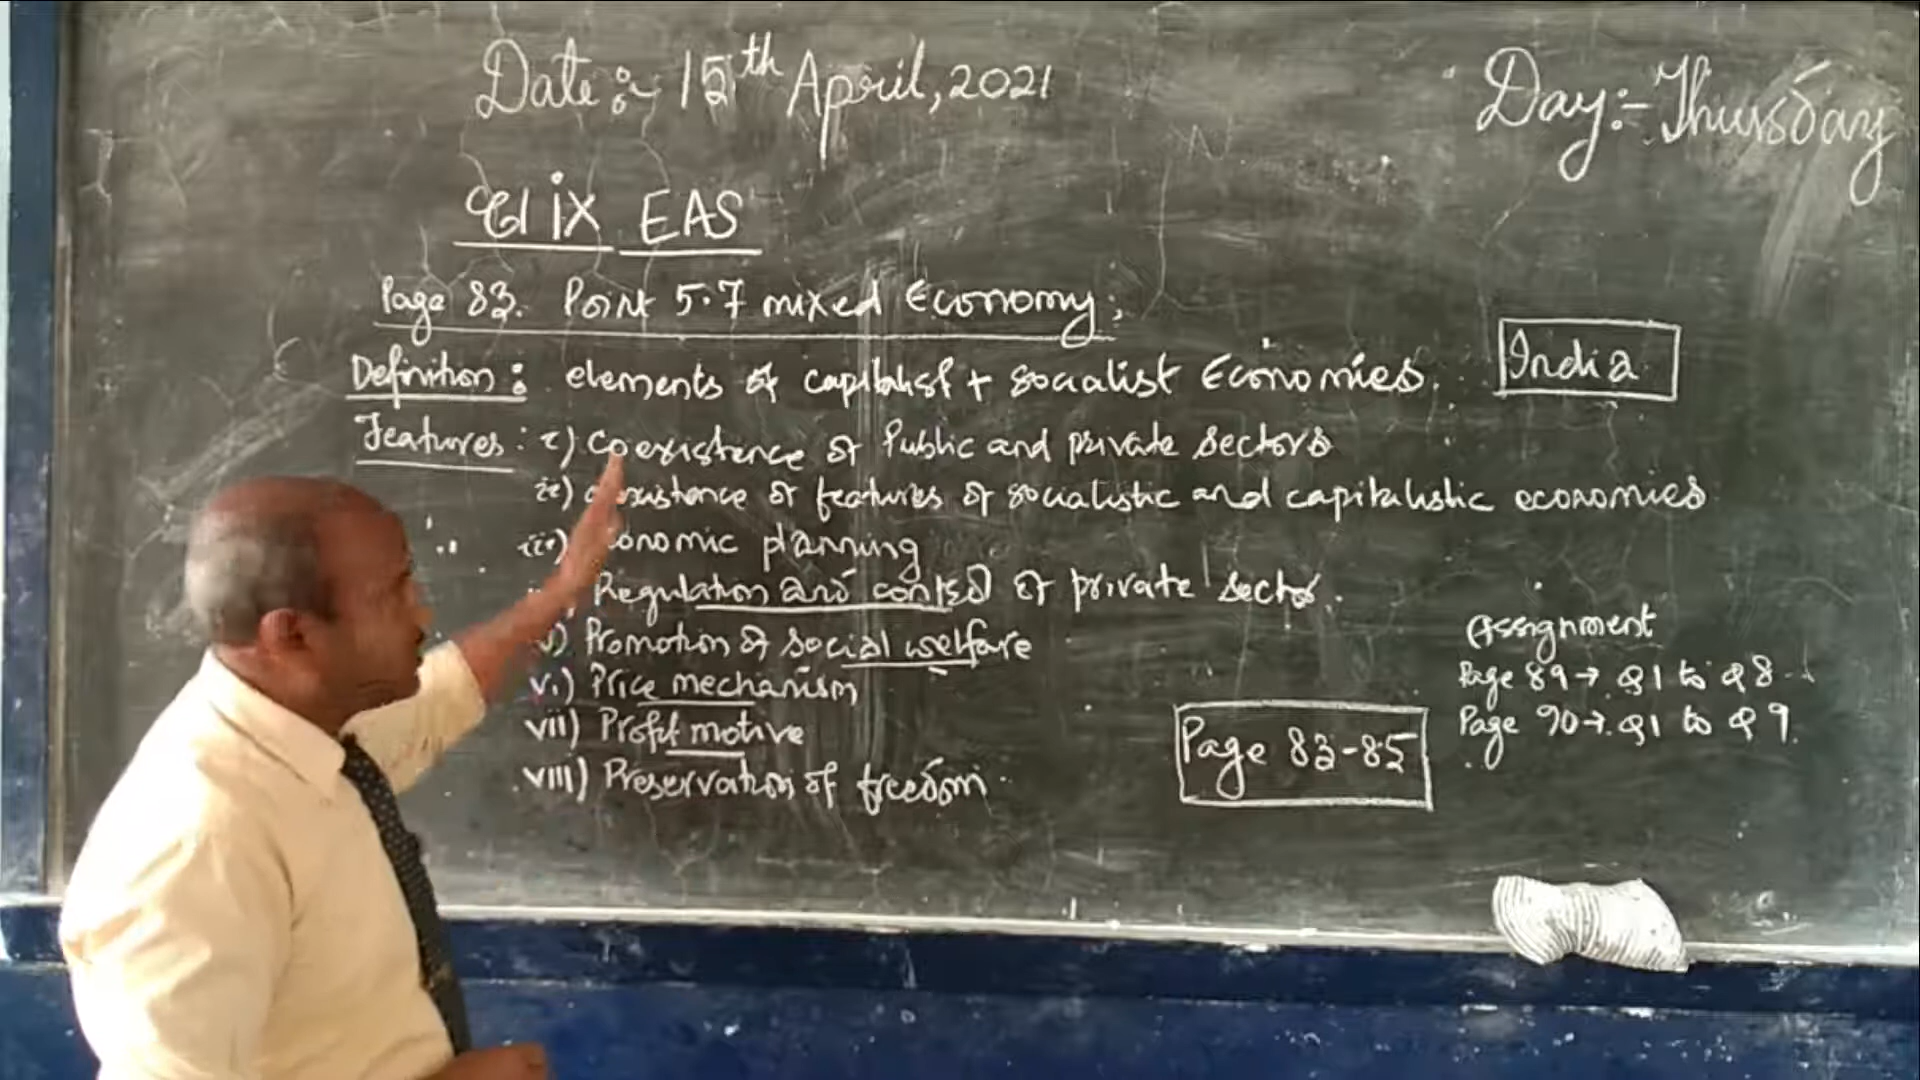 Date:- 15th April, 2021
Day:- Thursday
Cl IX EAS
Page 83. Point 5.7 mixed Economy:
Definition: elements of capitalist + socialist Economies.
India
Features: i) Coexistence of Public and private sectors
ii) existence of features of socialistic and capitalistic economies
iii) conomic planning
Regulation and control of private sector.
v) Promotion of social welfare
vi) Price mechanism
vii) Profit motive
viii) Preservation of freedom
Page 83-85
Assignment
Page 89→ Q1 to Q8
Page 90→ Q1 to Q9.